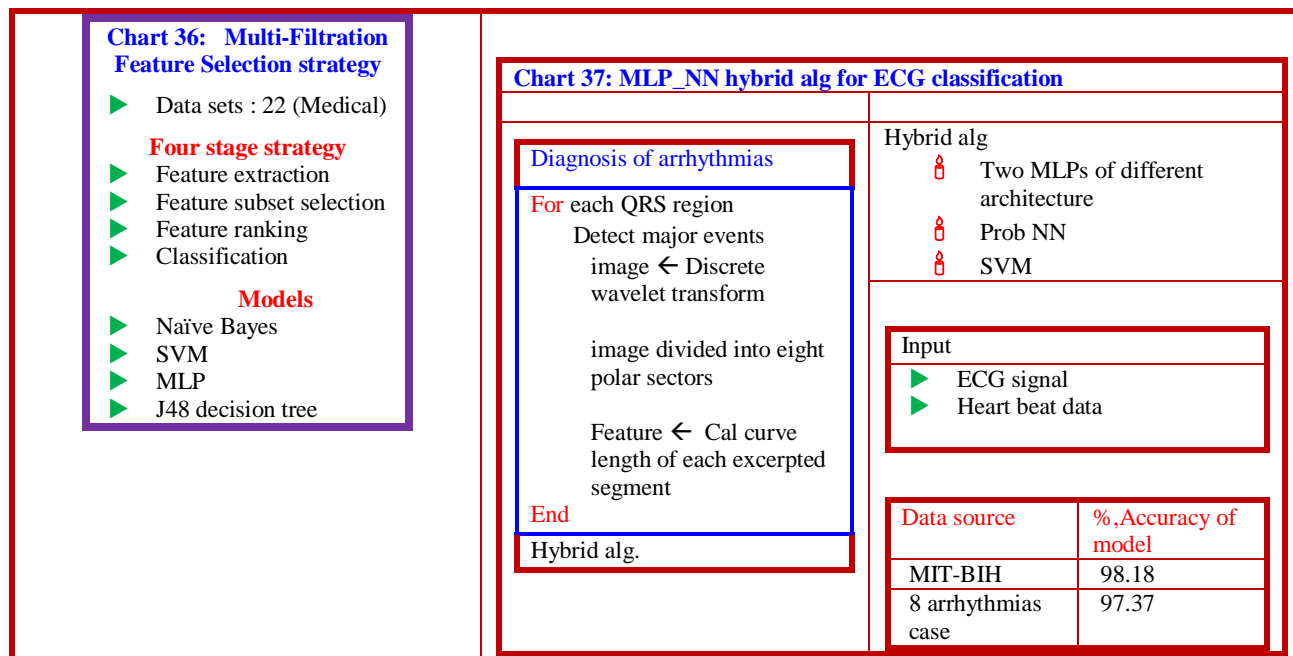 Chart 36: Multi-Filtration
Feature Selection strategy
Data sets : 22 (Medical)
Four stage strategy
Feature extraction
Feature subset selection
Feature ranking
Classification
Models
Naïve Bayes
SVM
MLP
J48 decision tree
Chart 37: MLP_NN hybrid alg for ECG classification
Diagnosis of arrhythmias
For each QRS region
Detect major events
image ← Discrete
wavelet transform
image divided into eight
polar sectors
Feature ← Cal curve
length of each excerpted
segment
End
Hybrid alg.
Hybrid alg
Two MLPs of different
architecture
Prob NN
SVM
Input
ECG signal
Heart beat data
Data source %,Accuracy of
model
MIT-BIH 98.18
8 arrhythmias 97.37
case